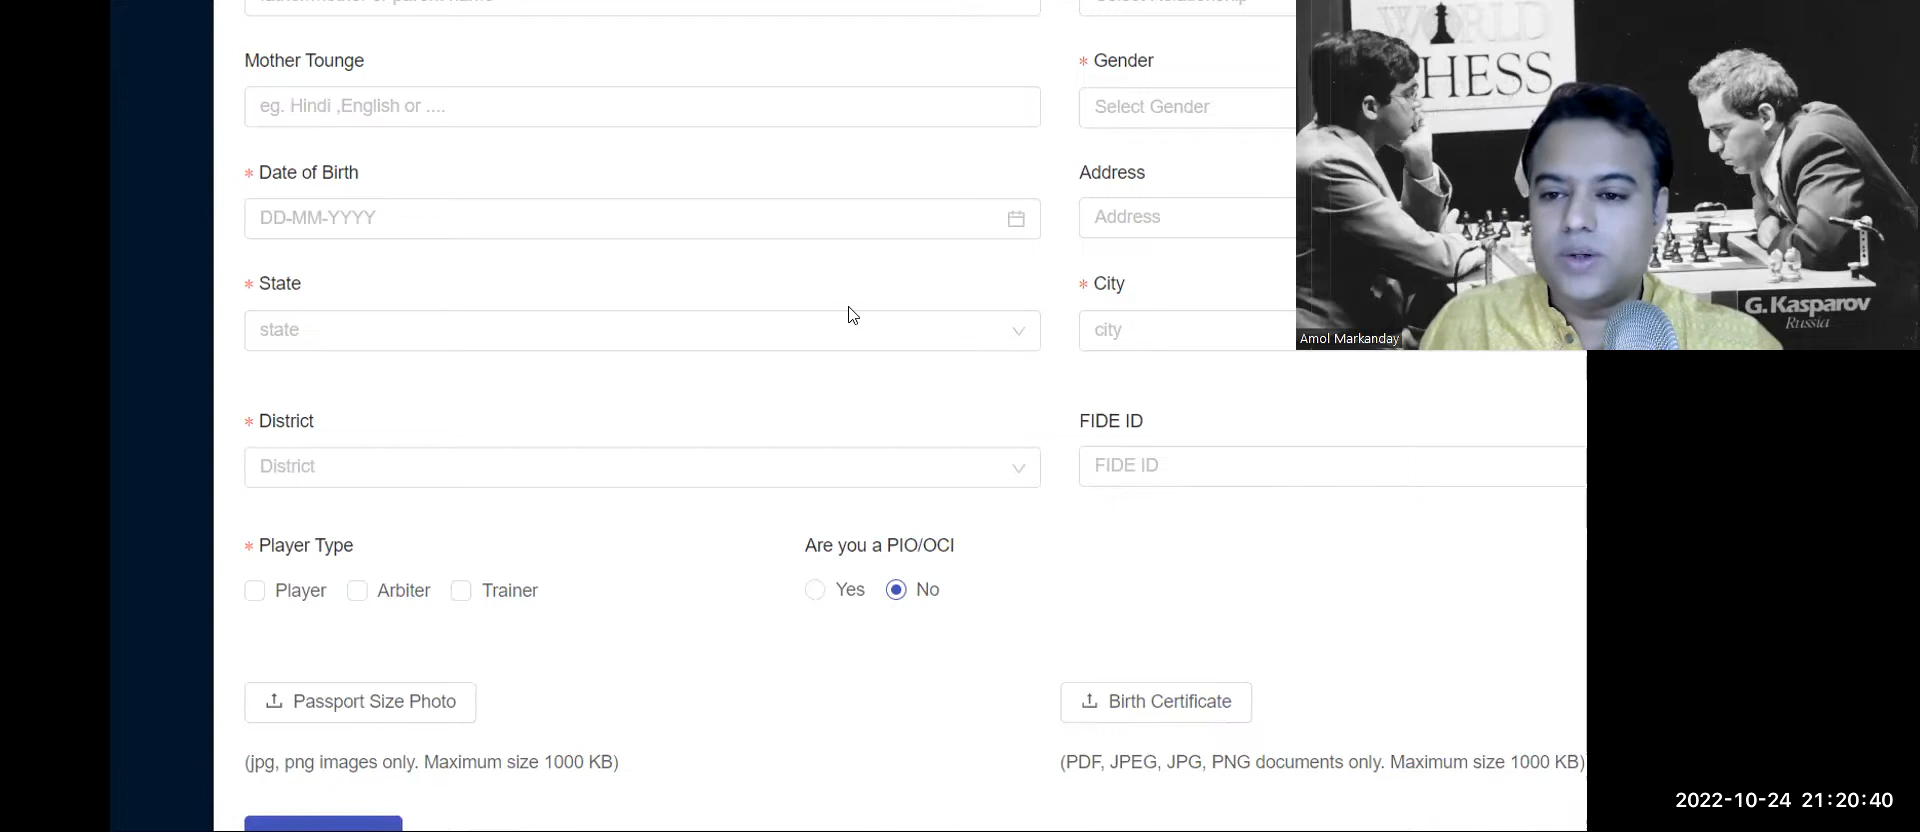 Mother Tounge
* Gender
eg. Hindi ,English or ....
Select Gender
* Date of Birth
Address
DD-MM-YYYY
Address
* State
* City
state
city
* District
FIDE ID
District
FIDE ID
* Player Type
Are you a PIO/OCI
Player
Arbiter
Trainer
Yes
No
Passport Size Photo
Birth Certificate
(jpg, png images only. Maximum size 1000 KB)
(PDF, JPEG, JPG, PNG documents only. Maximum size 1000 KB)
WORLD
CHESS
G. Kasparov
Russia
Amol Markanday
2022-10-24 21:20:40